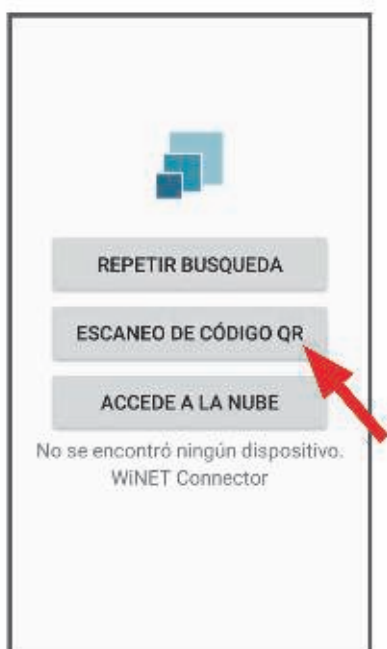 REPETIR BUSQUEDA
ESCANEO DE CÓDIGO QR
ACCEDE A LA NUBE
No se encontró ningún dispositivo.
WiNET Connector